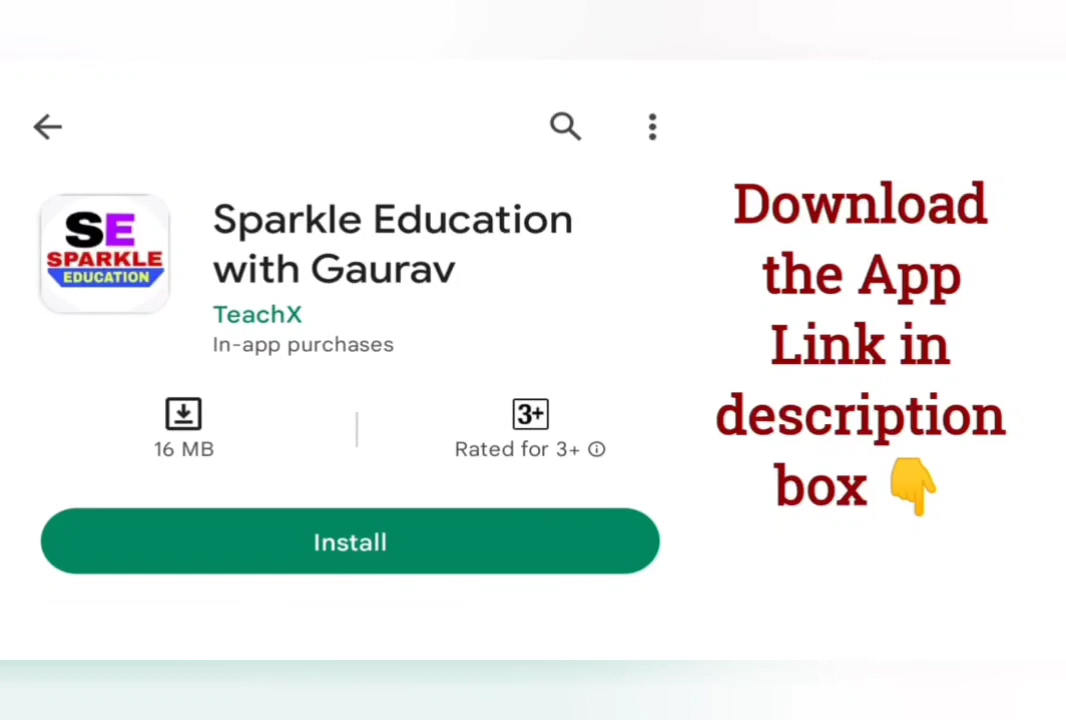 SE
SPARKLE
EDUCATION
Sparkle Education
with Gaurav
TeachX
In-app purchases
16 MB
3+
Rated for 3+
Install
Download
the App
Link in
description
box 👇